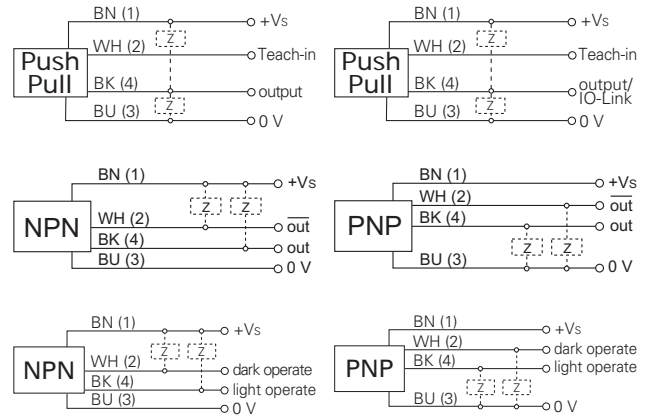 BN (1)
+Vs
Z
WH (2)
Teach-in
Push
Pull
BK (4)
output
Z
BU (3)
0 V
BN (1)
+Vs
Z
WH (2)
Teach-in
Push
Pull
BK (4)
output/
IO-Link
Z
BU (3)
0 V
BN (1)
+Vs
Z Z
NPN
WH (2)
out
BK (4)
out
BU (3)
0 V
BN (1)
+Vs
WH (2)
out
PNP
BK (4)
out
Z Z
BU (3)
0 V
BN (1)
+Vs
Z Z
NPN
WH (2)
dark operate
BK (4)
light operate
BU (3)
0 V
BN (1)
+Vs
WH (2)
dark operate
PNP
BK (4)
light operate
Z Z
BU (3)
0 V